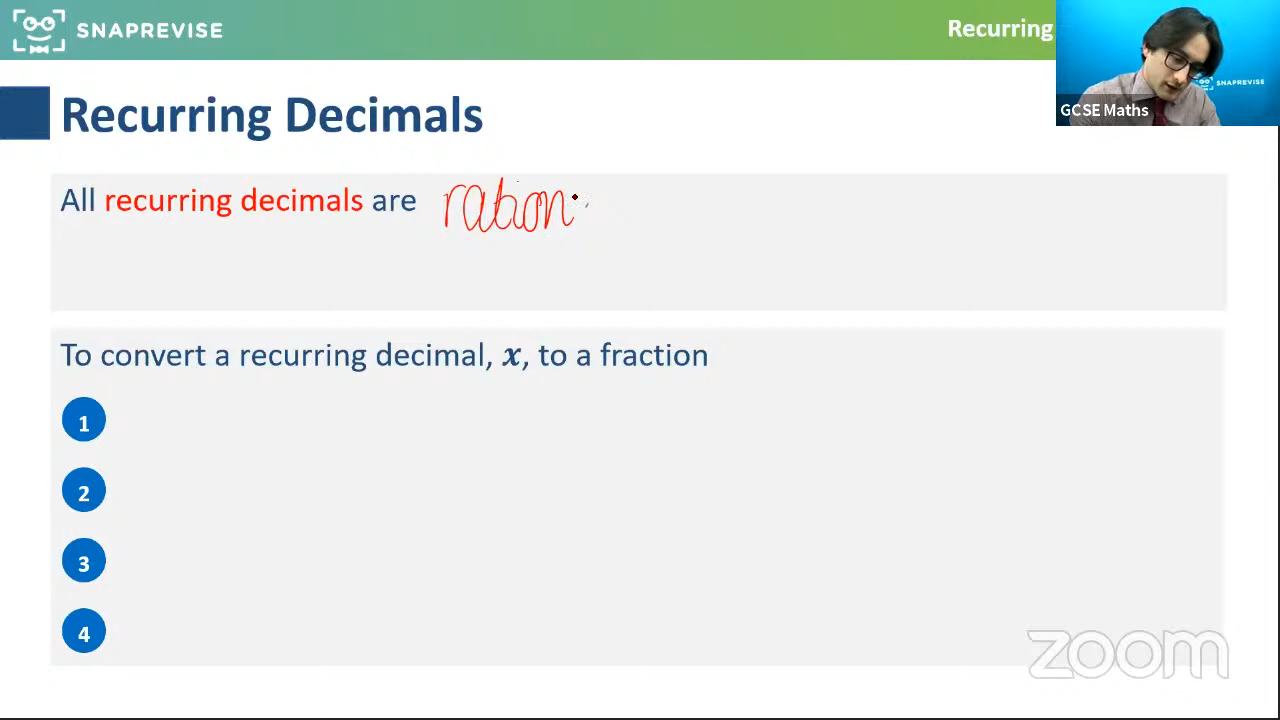 SNAPREVISE
Recurring
SNAPREVISE
GCSE Maths
Recurring Decimals
All recurring decimals are ration
To convert a recurring decimal, x, to a fraction
1
2
3
4
zoom